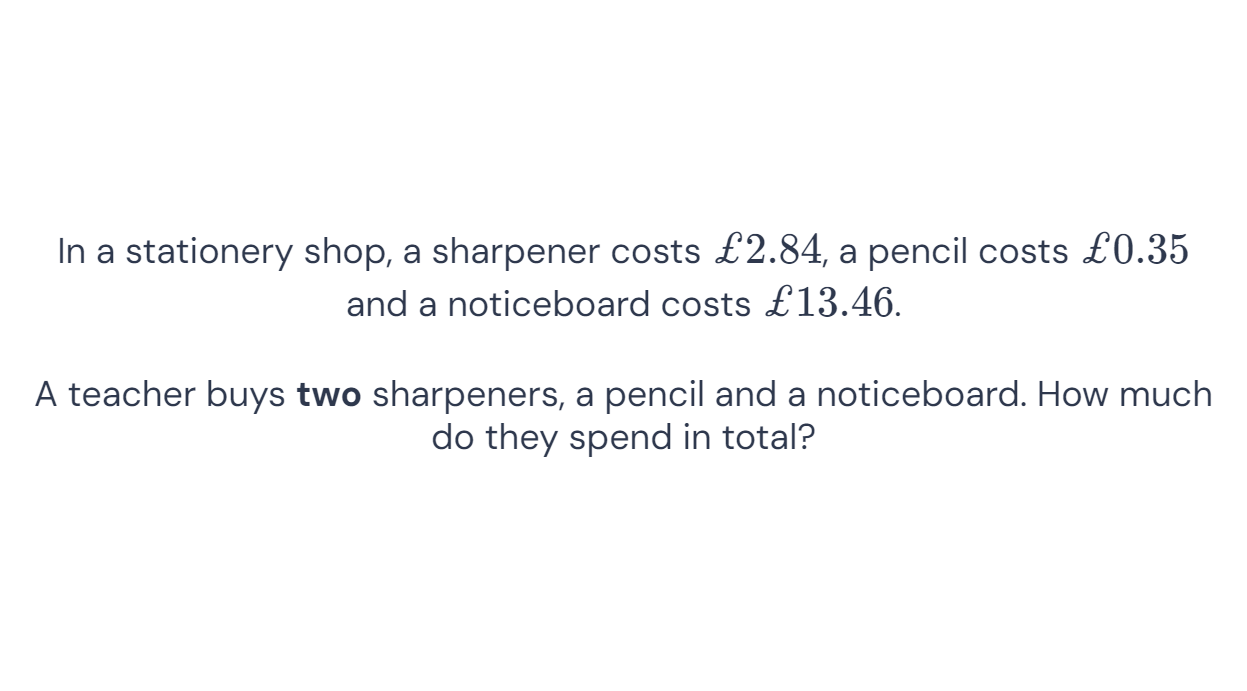 In a stationery shop, a sharpener costs £2.84, a pencil costs £0.35
and a noticeboard costs £13.46.
A teacher buys two sharpeners, a pencil and a noticeboard. How much
do they spend in total?